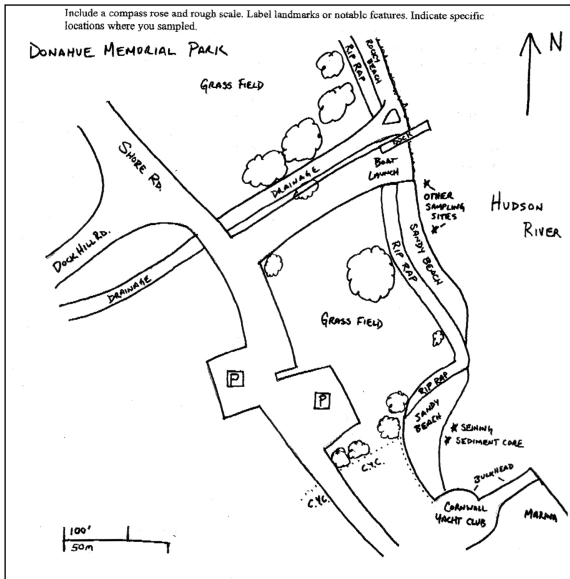 Include a compass rose and rough scale. Label landmarks or notable features. Indicate specific
locations where you sampled.
DONAHUE MEMORIAL PARK
N
GRASS FIELD
RIP RAP
ROCKY BEACH
SHORE RD.
DOCK
BOAT
LAUNCH
DRAINAGE
* OTHER
SAMPLING
SITES
*
HUDSON
RIVER
DOCK HILL RD.
DRAINAGE
RIP RAP
SANDY BEACH
GRASS FIELD
P
P
RIP RAP
SANDY
BEACH
* SEINING
* SEDIMENT CORE
C.Y.C.
C.Y.C.
BULKHEAD
CORNWALL
YACHT CLUB
MARINA
100'
50m